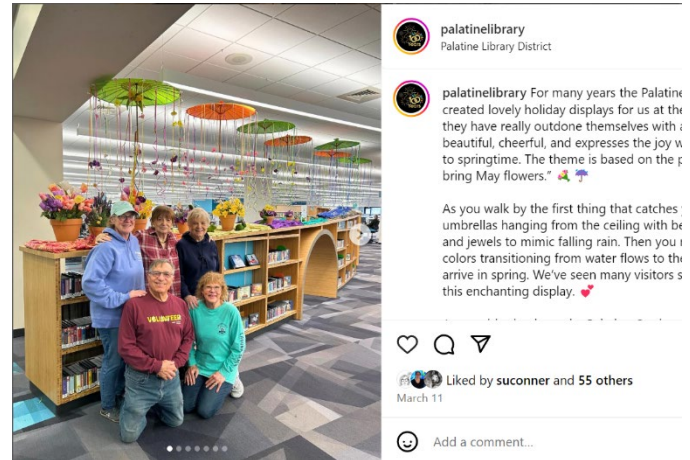 palatinelibrary
Palatine Library District
palatinelibrary For many years the Palatine
created lovely holiday displays for us at the
they have really outdone themselves with a
beautiful, cheerful, and expresses the joy w
to springtime. The theme is based on the p
bring May flowers."
As you walk by the first thing that catches
umbrellas hanging from the ceiling with be
and jewels to mimic falling rain. Then you
colors transitioning from water flows to the
arrive in spring. We've seen many visitors s
this enchanting display.
Liked by suconner and 55 others
March 11
Add a comment...
VOLUNTEER
100
100